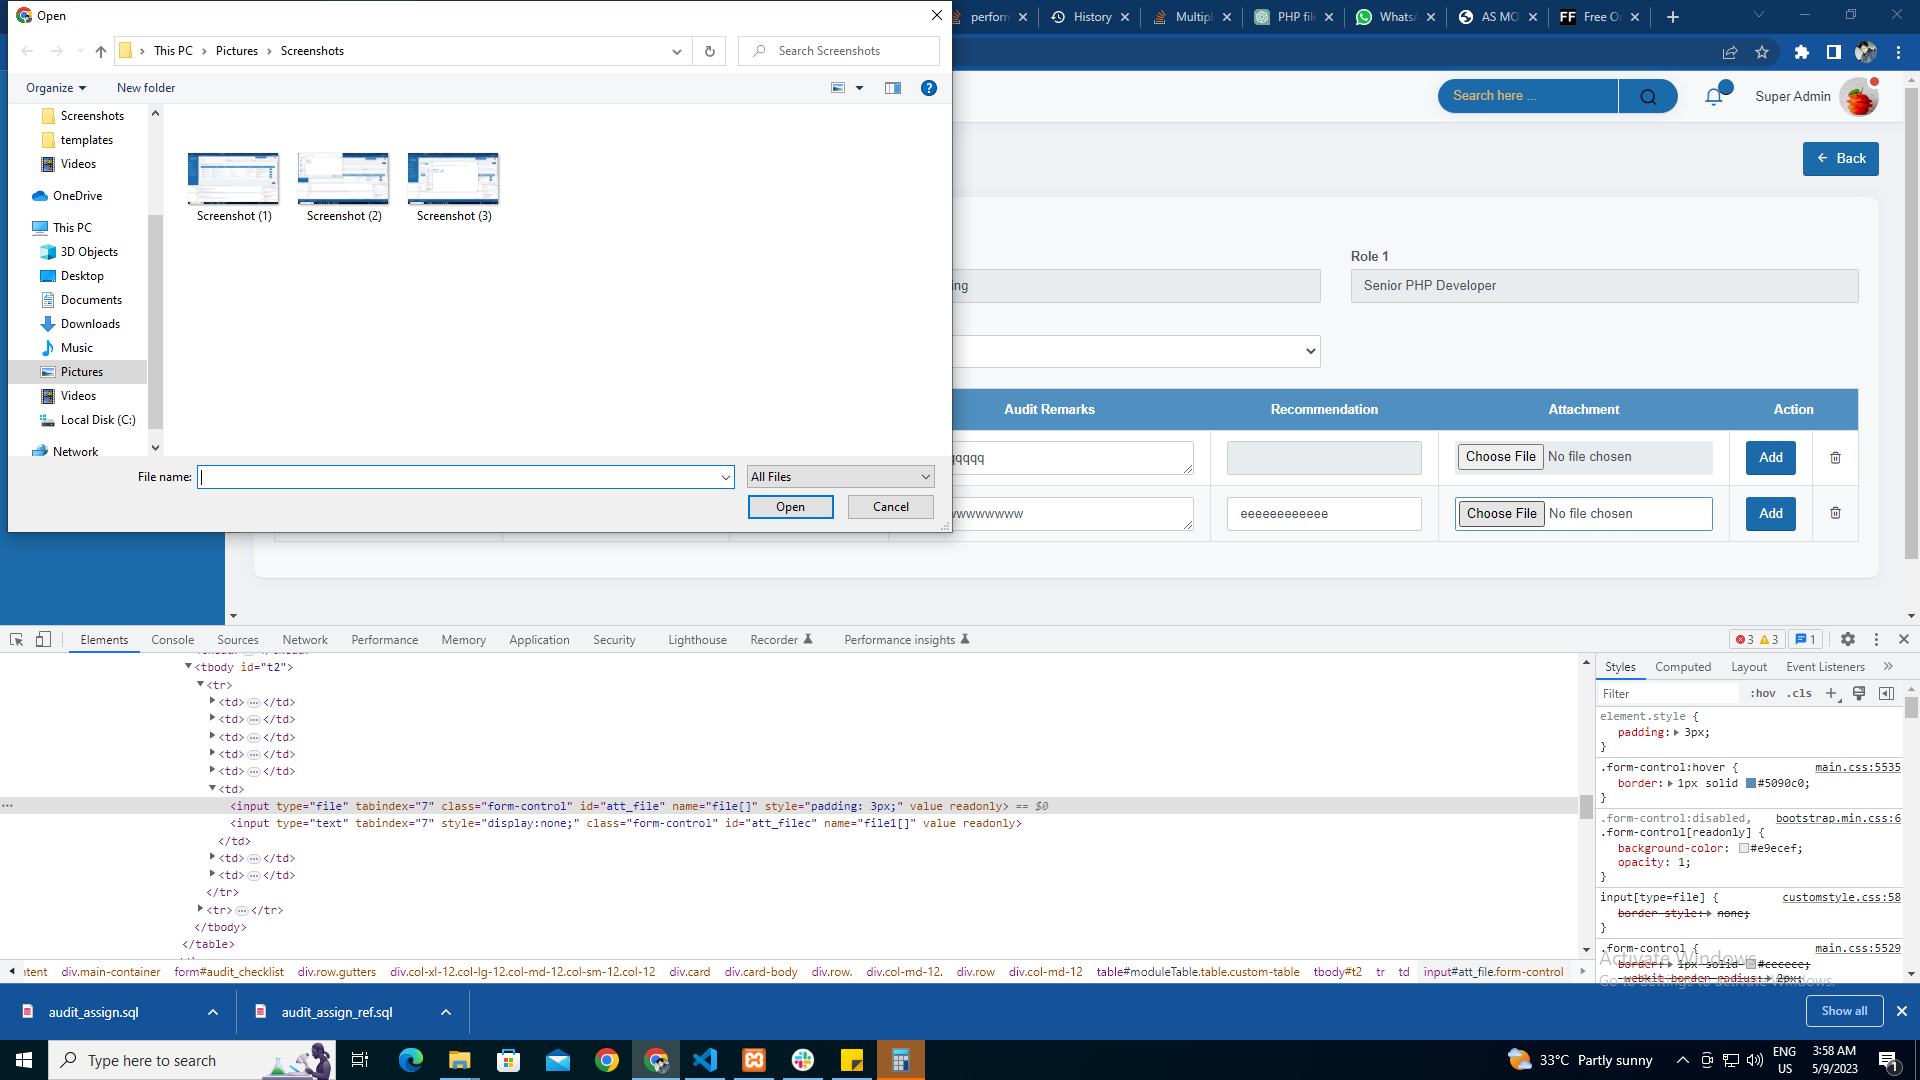 Open
perform
History
Multipl
PHP file
WhatsA
AS MO
Free O
This PC
Pictures
Screenshots
Search Screenshots
Organize
New folder
Screenshots
templates
Videos
OneDrive
This PC
3D Objects
Desktop
Documents
Downloads
Music
Pictures
Videos
Local Disk (C:)
Network
Screenshot (1)
Screenshot (2)
Screenshot (3)
File name:
All Files
Open
Cancel
Search here ...
Super Admin
Back
Role 1
ing
Senior PHP Developer
Audit Remarks
Recommendation
Attachment
Action
Choose File No file chosen
Add
eeeeeeeeeeee
Choose File No file chosen
Add
Elements
Console
Sources
Network
Performance
Memory
Application
Security
Lighthouse
Recorder
Performance insights
3
3
1
<tbody id="t2">
<tr>
<td>…</td>
<td>…</td>
<td>…</td>
<td>…</td>
<td>…</td>
<td>
<input type="file" tabindex="7" class="form-control" id="att_file" name="file[]" style="padding: 3px;" value readonly> == $0
<input type="text" tabindex="7" style="display:none;" class="form-control" id="att_filec" name="file1[]" value readonly>
</td>
<td>…</td>
<td>…</td>
</tr>
<tr>…</tr>
</tbody>
</table>
Styles
Computed
Layout
Event Listeners
Filter
:hov
.cls
element.style {
padding: 3px;
}
.form-control:hover {
main.css:5535
border: 1px solid #5090c0;
}
.form-control:disabled,
bootstrap.min.css:6
.form-control[readonly] {
background-color: #e9ecef;
opacity: 1;
}
input[type=file] {
customstyle.css:58
border-style: none;
}
.form-control {
main.css:5529
border: 1px solid #cecece;
-webkit-border-radius: 2px;
Activate Windows
Go to Settings to activate Windows.
ntent
div.main-container
form#audit_checklist
div.row.gutters
div.col-xl-12.col-lg-12.col-md-12.col-sm-12.col-12
div.card
div.card-body
div.row.
div.col-md-12.
div.row
div.col-md-12
table#moduleTable.table.custom-table
tbody#t2
tr
td
input#att_file.form-control
audit_assign.sql
audit_assign_ref.sql
Show all
Type here to search
33°C Partly sunny
ENG
US
3:58 AM
5/9/2023
1